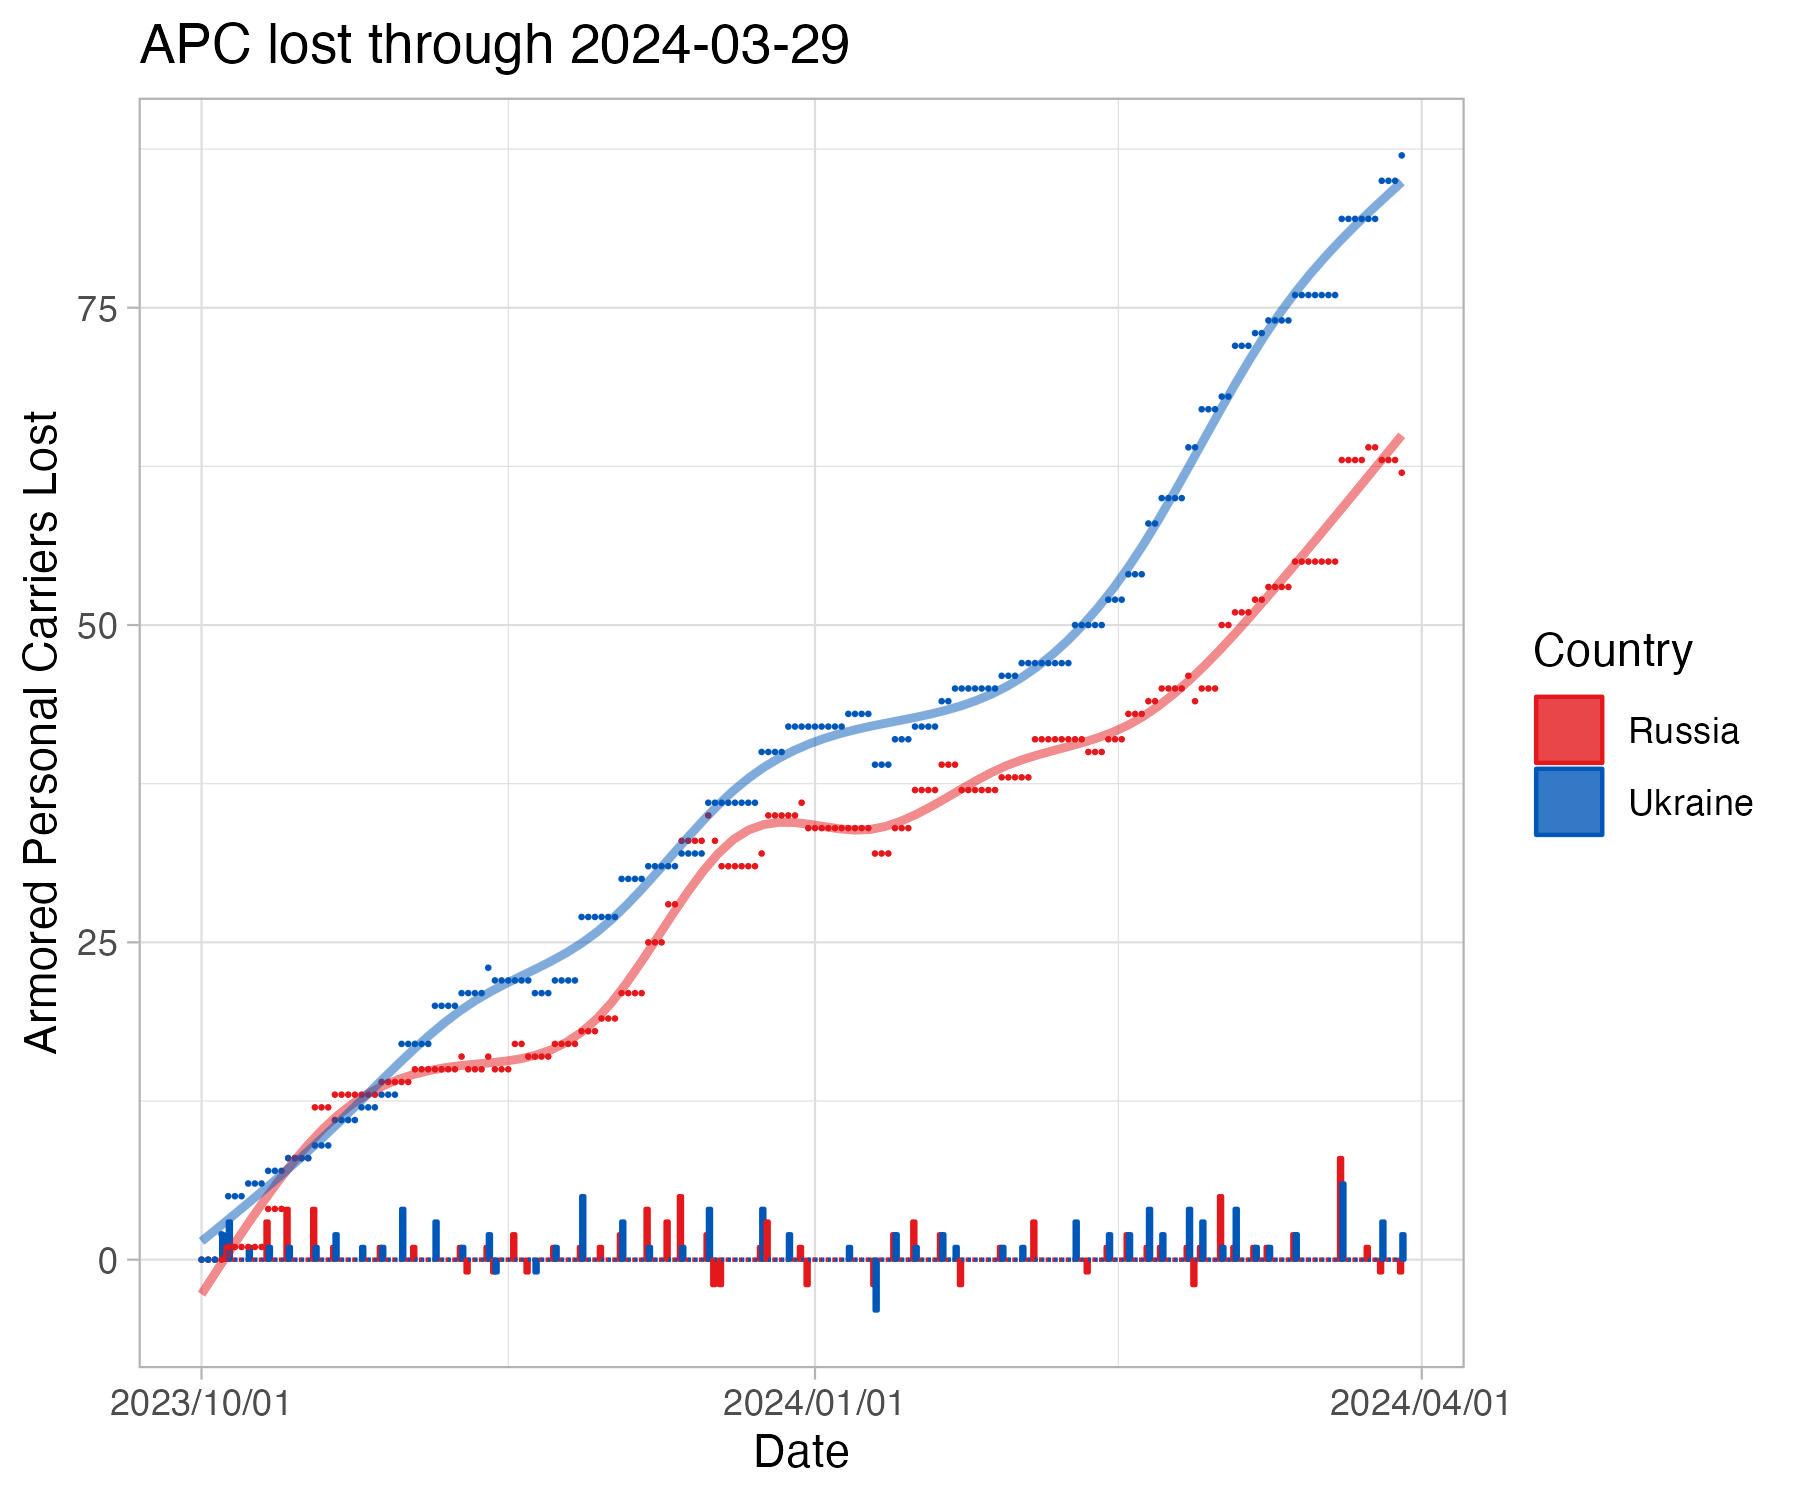 APC lost through 2024-03-29
Armored Personal Carriers Lost
75
50
25
0
2023/10/01
2024/01/01
2024/04/01
Date
Country
Russia
Ukraine